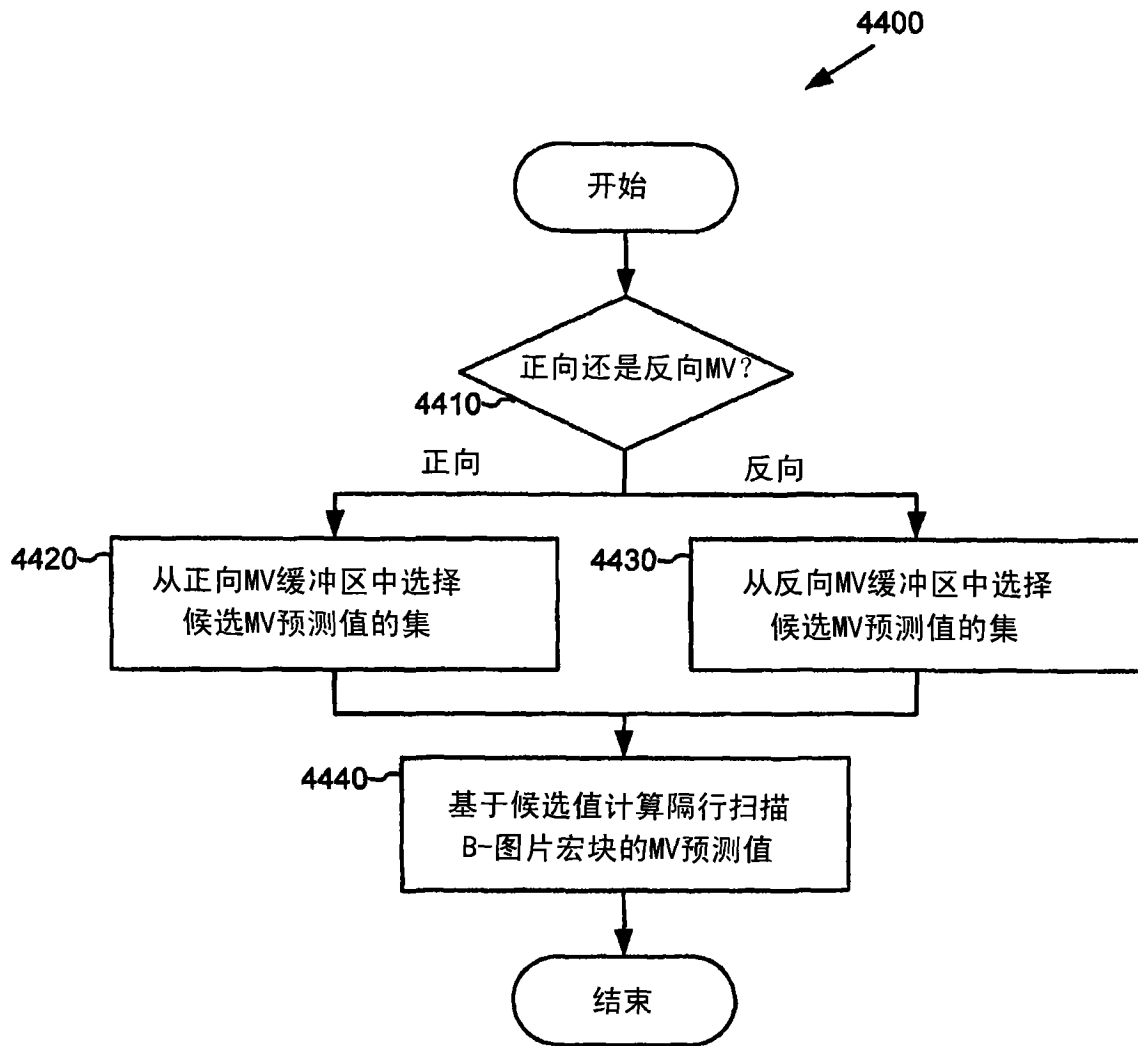 4400
开始
正向还是反向MV?
4410
正向
反向
4420
从正向MV缓冲区中选择
候选MV预测值的集
4430
从反向MV缓冲区中选择
候选MV预测值的集
4440
基于候选值计算隔行扫描
B-图片宏块的MV预测值
结束